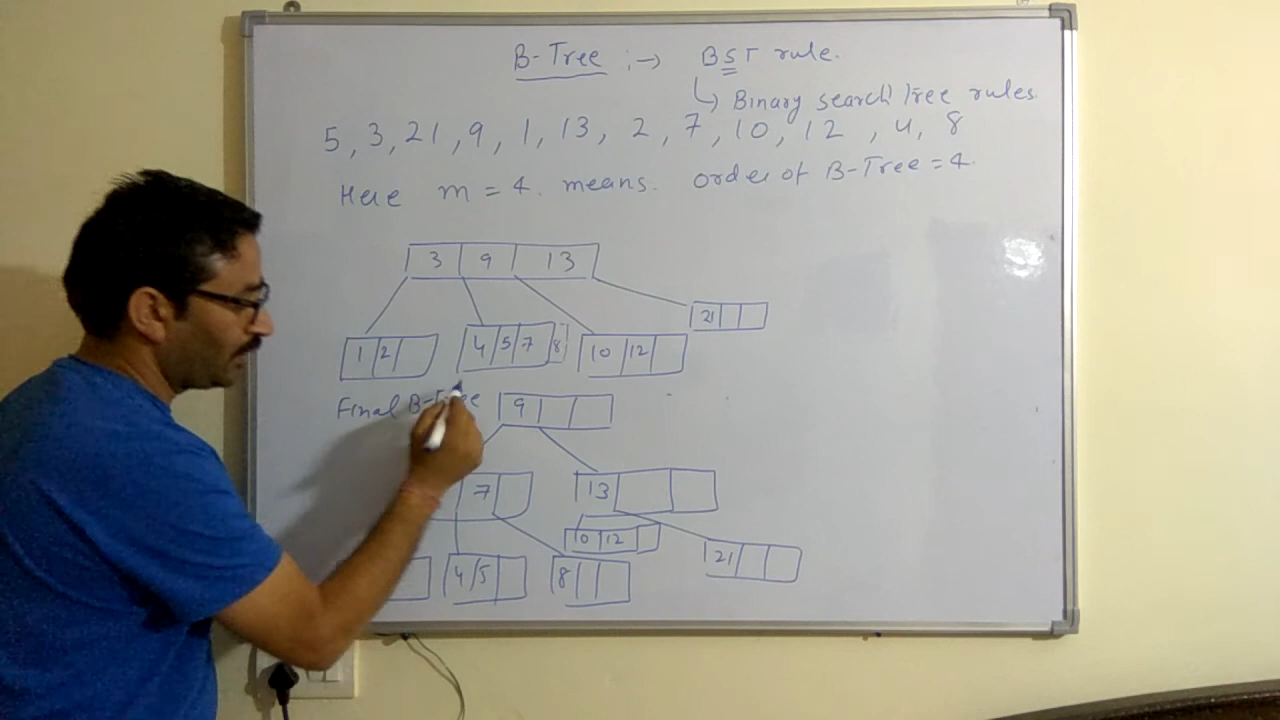 B-Tree :→ BST rule.
↳ Binary search Tree rules.
5, 3, 21, 9, 1, 13, 2, 7, 10, 12, 4, 8
Here m = 4. means. order of B-Tree = 4.
3 9 13
21
1 2
4 5 7 8
10 12
Final B-Tree
9
7
13
10 12
21
4 5
8